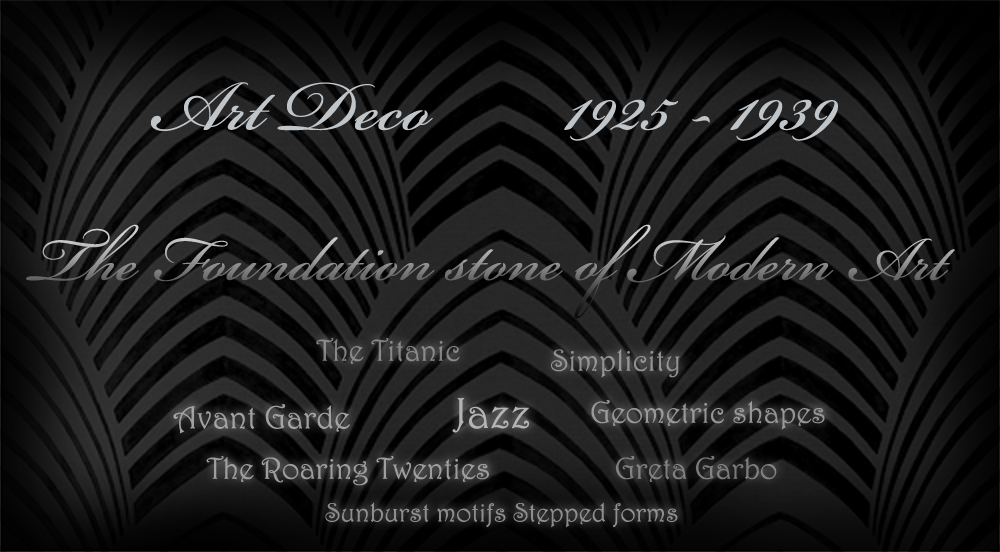 Art Deco 1925 - 1939
The Foundation stone of Modern Art
The Titanic Simplicity
Avant Garde Jazz Geometric shapes
The Roaring Twenties Greta Garbo
Sunburst motifs Stepped forms